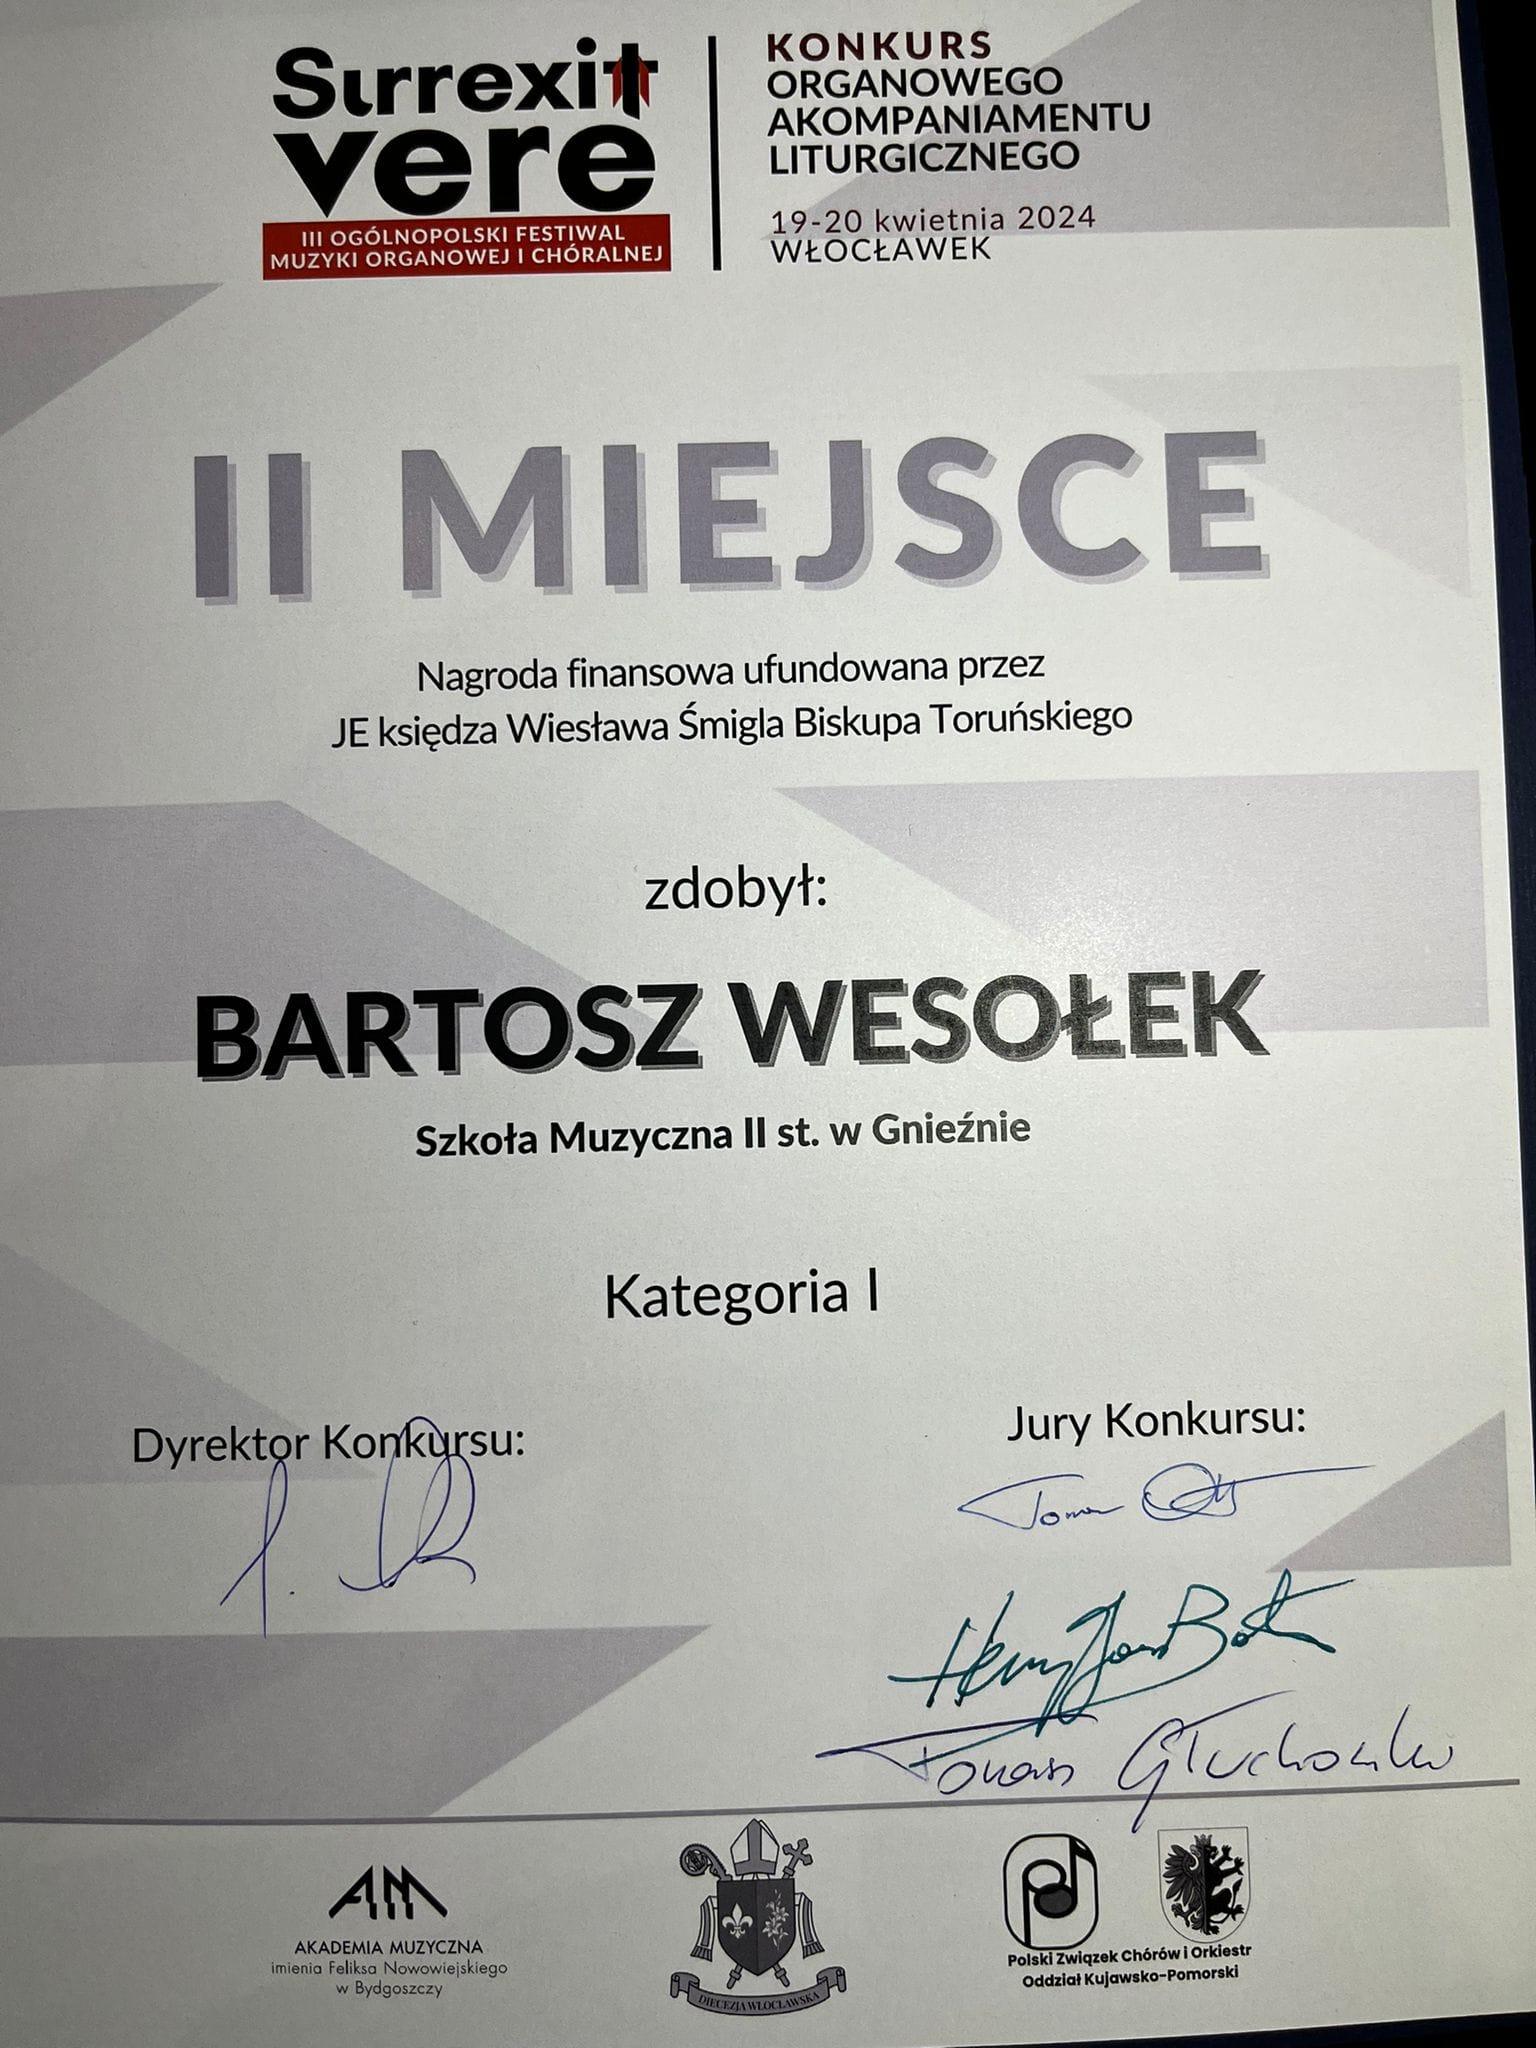 Surrexit
vere
III OGÓLNOPOLSKI FESTIWAL
MUZYKI ORGANOWEJ I CHÓRALNEJ
KONKURS
ORGANOWEGO
AKOMPANIAMENTU
LITURGICZNEGO
19-20 kwietnia 2024
WŁOCŁAWEK
II MIEJSCE
Nagroda finansowa ufundowana przez
JE księdza Wiesława Śmigla Biskupa Toruńskiego
zdobył:
BARTOSZ WESOŁEK
Szkoła Muzyczna II st. w Gnieźnie
Kategoria I
Dyrektor Konkursu:
Jury Konkursu:
Tomasz
AM
AKADEMIA MUZYCZNA
imienia Feliksa Nowowiejskiego
w Bydgoszczy
DIECEZJA WŁOCŁAWSKA
Polski Związek Chórów i Orkiestr
Oddział Kujawsko-Pomorski